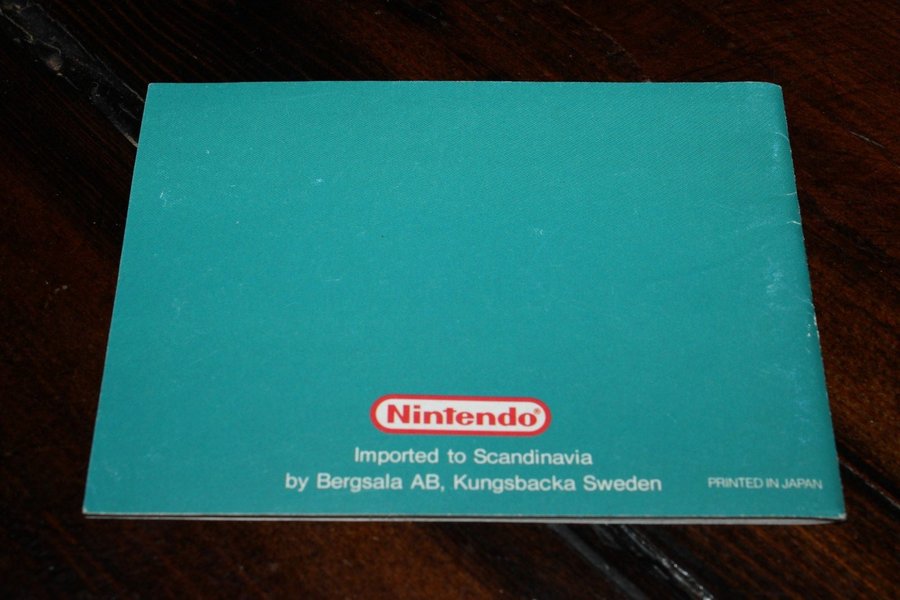 Nintendo®
Imported to Scandinavia
by Bergsala AB, Kungsbacka Sweden
PRINTED IN JAPAN